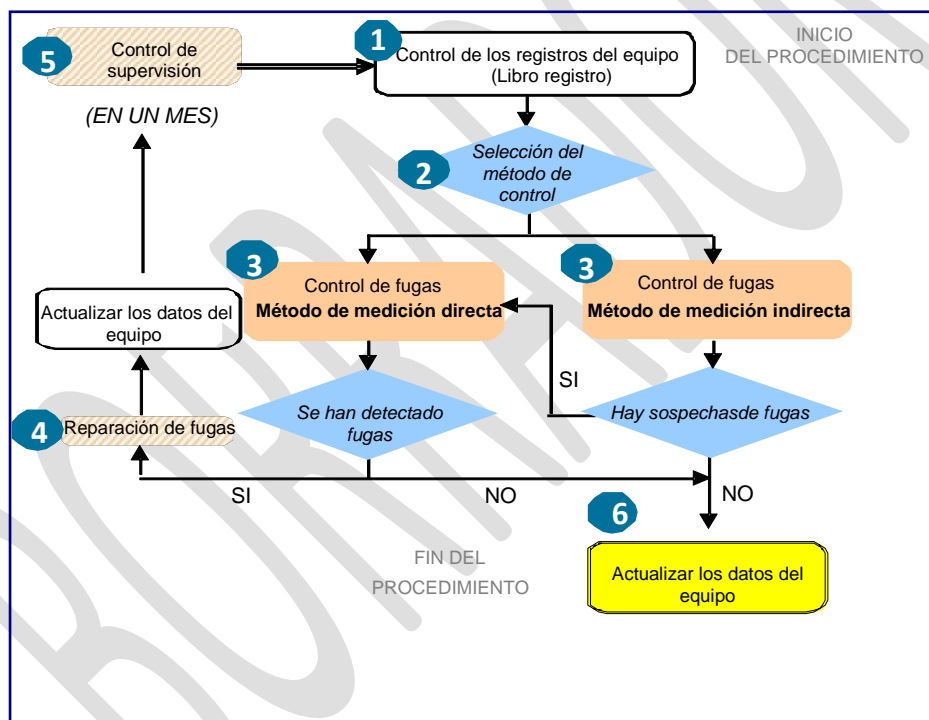 INICIO
DEL PROCEDIMIENTO
1
Control de los registros del equipo
(Libro registro)
5
Control de
supervisión
(EN UN MES)
2
Selección del
método de
control
3
Control de fugas
Método de medición directa
3
Control de fugas
Método de medición indirecta
Actualizar los datos del
equipo
SI
Se han detectado
fugas
Hay sospechasde fugas
4
Reparación de fugas
SI
NO
NO
6
FIN DEL
PROCEDIMIENTO
Actualizar los datos del
equipo